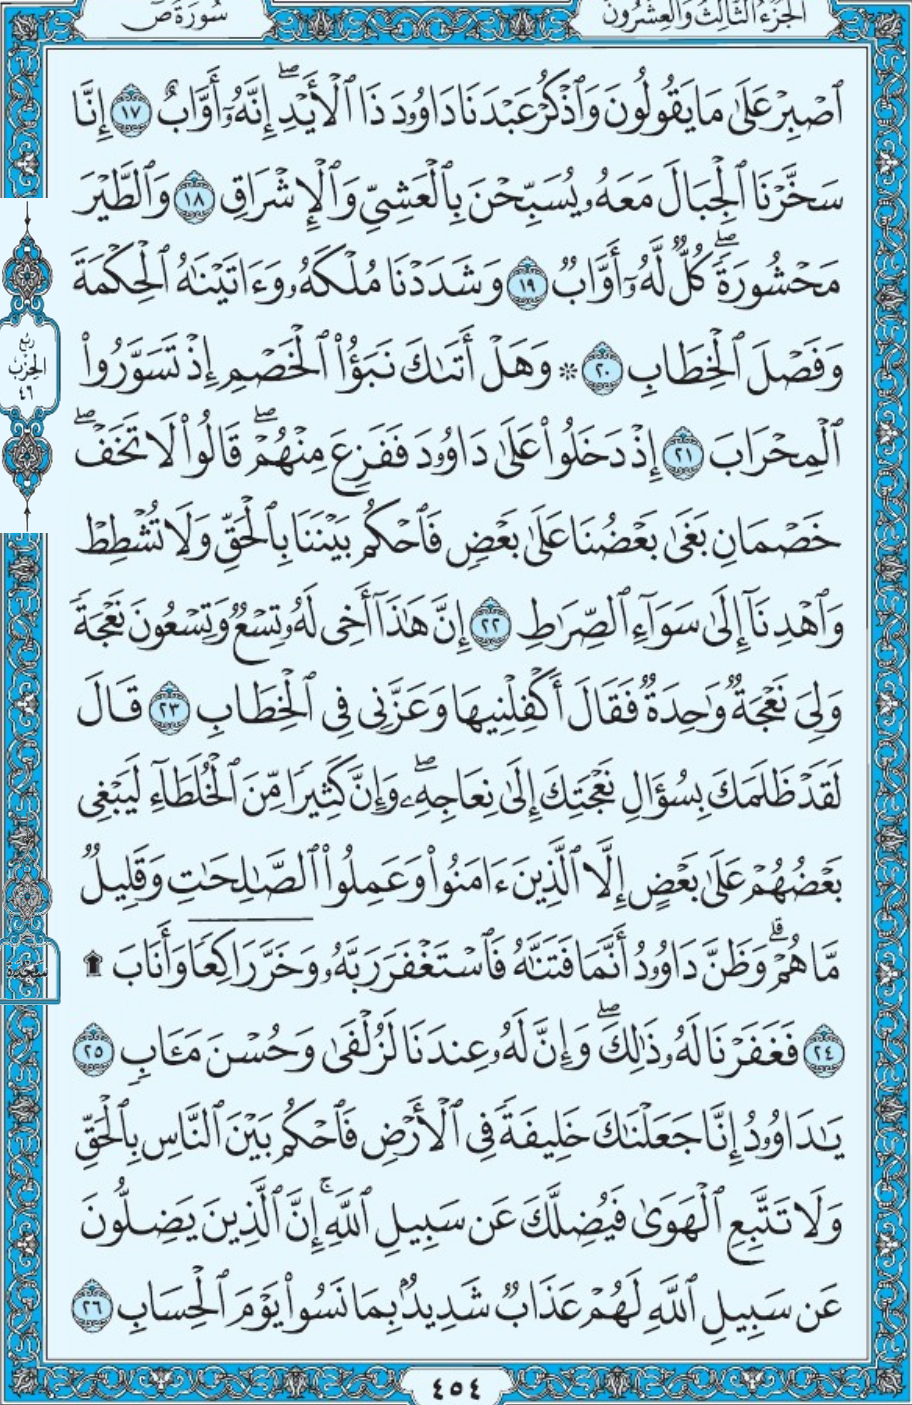 الجزء الثالث والعشرون
سورة ص
ٱصْبِرْ عَلَىٰ مَا يَقُولُونَ وَٱذْكُرْ عَبْدَنَا دَاوُۥدَ ذَا ٱلْأَيْدِۖ إِنَّهُۥٓ أَوَّابٌ ١٧ إِنَّا
سَخَّرْنَا ٱلْجِبَالَ مَعَهُۥ يُسَبِّحْنَ بِٱلْعَشِىِّ وَٱلْإِشْرَاقِ ١٨ وَٱلطَّيْرَ
مَحْشُورَةًۖ كُلٌّ لَّهُۥٓ أَوَّابٌ ١٩ وَشَدَدْنَا مُلْكَهُۥ وَءَاتَيْنَٰهُ ٱلْحِكْمَةَ
وَفَصْلَ ٱلْخِطَابِ ٢٠ ۞ وَهَلْ أَتَىٰكَ نَبَؤُا۟ ٱلْخَصْمِ إِذْ تَسَوَّرُوا۟
ٱلْمِحْرَابَ ٢١ إِذْ دَخَلُوا۟ عَلَىٰ دَاوُۥدَ فَفَزِعَ مِنْهُمْۖ قَالُوا۟ لَا تَخَفْۖ
خَصْمَانِ بَغَىٰ بَعْضُنَا عَلَىٰ بَعْضٍ فَٱحْكُم بَيْنَنَا بِٱلْحَقِّ وَلَا تُشْطِطْ
وَٱهْدِنَآ إِلَىٰ سَوَآءِ ٱلصِّرَٰطِ ٢٢ إِنَّ هَٰذَآ أَخِى لَهُۥ تِسْعٌ وَتِسْعُونَ نَعْجَةً
وَلِىَ نَعْجَةٌ وَٰحِدَةٌ فَقَالَ أَكْفِلْنِيهَا وَعَزَّنِى فِى ٱلْخِطَابِ ٢٣ قَالَ
لَقَدْ ظَلَمَكَ بِسُؤَالِ نَعْجَتِكَ إِلَىٰ نِعَاجِهِۦۖ وَإِنَّ كَثِيرًا مِّنَ ٱلْخُلَطَآءِ لَيَبْغِى
بَعْضُهُمْ عَلَىٰ بَعْضٍ إِلَّا ٱلَّذِينَ ءَامَنُوا۟ وَعَمِلُوا۟ ٱلصَّٰلِحَٰتِ وَقَلِيلٌ
مَّا هُمْۗ وَظَنَّ دَاوُۥدُ أَنَّمَا فَتَنَّٰهُ فَٱسْتَغْفَرَ رَبَّهُۥ وَخَرَّ رَاكِعًا وَأَنَابَ ۩
٢٤ فَغَفَرْنَا لَهُۥ ذَٰلِكَۖ وَإِنَّ لَهُۥ عِندَنَا لَزُلْفَىٰ وَحُسْنَ مَـَٔابٍ ٢٥
يَٰدَاوُۥدُ إِنَّا جَعَلْنَٰكَ خَلِيفَةً فِى ٱلْأَرْضِ فَٱحْكُم بَيْنَ ٱلنَّاسِ بِٱلْحَقِّ
وَلَا تَتَّبِعِ ٱلْهَوَىٰ فَيُضِلَّكَ عَن سَبِيلِ ٱللَّهِۚ إِنَّ ٱلَّذِينَ يَضِلُّونَ
عَن سَبِيلِ ٱللَّهِ لَهُمْ عَذَابٌ شَدِيدٌۢ بِمَا نَسُوا۟ يَوْمَ ٱلْحِسَابِ ٢٦
ربع
الحزب
٤٦
سجدة
٤٥٤